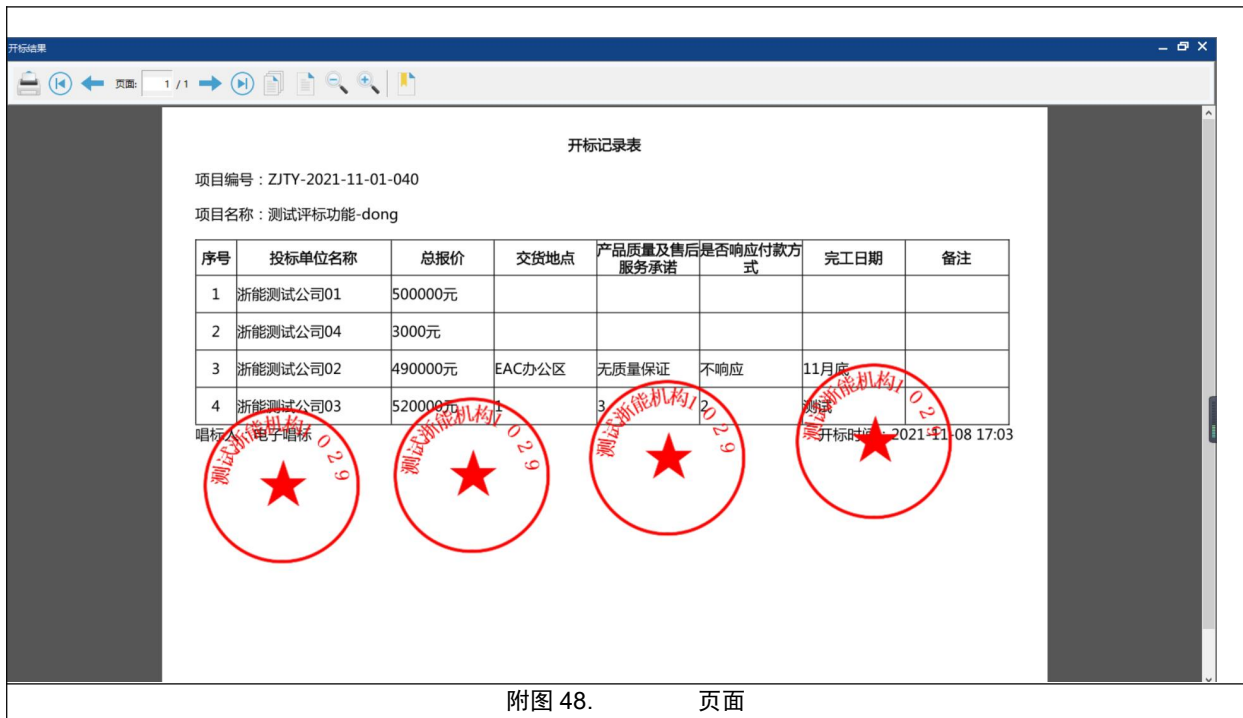 开标结果
页面: 1 / 1
开标记录表
项目编号：ZJTY-2021-11-01-040
项目名称：测试评标功能-dong
序号 投标单位名称 总报价 交货地点 产品质量及售后服务承诺 是否响应付款方式 完工日期 备注
1 浙能测试公司01 500000元
2 浙能测试公司04 3000元
3 浙能测试公司02 490000元 EAC办公区 无质量保证 不响应 11月底
4 浙能测试公司03 520000元 1 3 2 测试
唱标人：电子唱标 开标时间：2021-11-08 17:03
测试浙能机构1029
测试浙能机构1029
测试浙能机构1029
测试浙能机构1029
附图 48. 页面